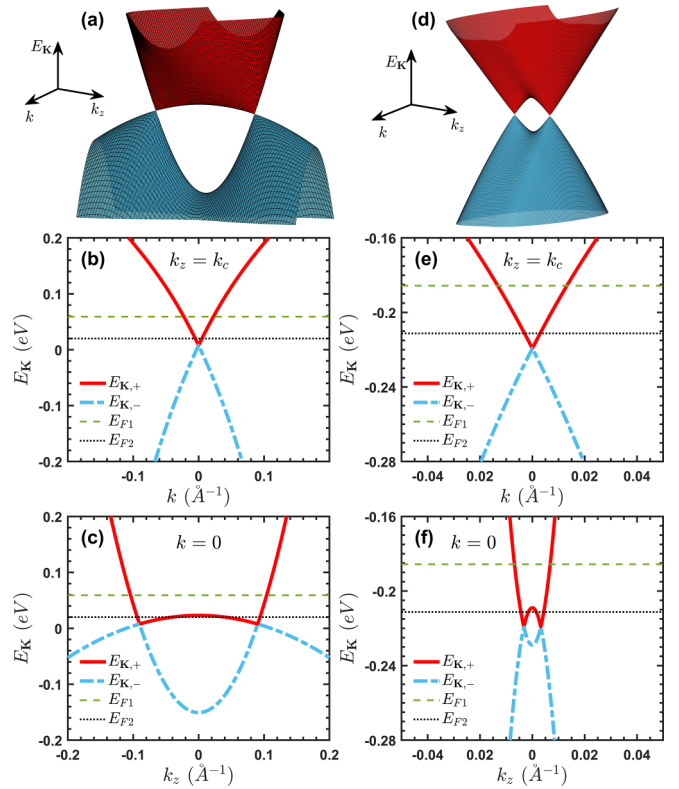 (a)
E_K
k
k_z
(d)
E_K
k
k_z
(b)
k_z = k_c
0.2
0.1
0
-0.1
-0.2
E_K (eV)
E_K,+
E_K,−
E_F1
E_F2
-0.1 0 0.1
k (Å⁻¹)
(e)
k_z = k_c
-0.16
-0.2
-0.24
-0.28
E_K (eV)
E_K,+
E_K,−
E_F1
E_F2
-0.04 0.02 0 0.02 0.04
k (Å⁻¹)
(c)
k = 0
0.2
0.1
0
-0.1
-0.2
E_K (eV)
E_K,+
E_K,−
E_F1
E_F2
-0.2 -0.1 0 0.1 0.2
k_z (Å⁻¹)
(f)
k = 0
-0.16
-0.2
-0.24
-0.28
E_K (eV)
E_K,+
E_K,−
E_F1
E_F2
-0.04 0.02 0 0.02 0.04
k_z (Å⁻¹)